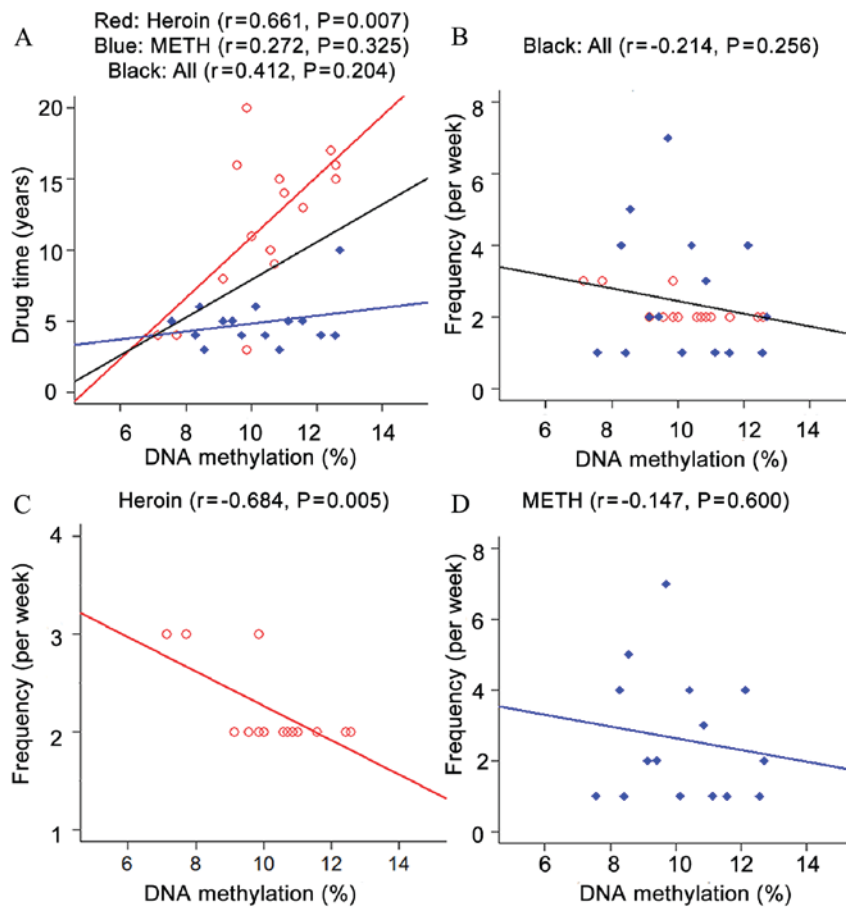 A
Red: Heroin (r=0.661, P=0.007)
Blue: METH (r=0.272, P=0.325)
Black: All (r=0.412, P=0.204)
Drug time (years)
20
15
10
5
0
6 8 10 12 14
DNA methylation (%)
B
Black: All (r=-0.214, P=0.256)
Frequency (per week)
8
6
4
2
0
6 8 10 12 14
DNA methylation (%)
C
Heroin (r=-0.684, P=0.005)
Frequency (per week)
4
3
2
1
6 8 10 12 14
DNA methylation (%)
D
METH (r=-0.147, P=0.600)
Frequency (per week)
8
6
4
2
0
6 8 10 12 14
DNA methylation (%)